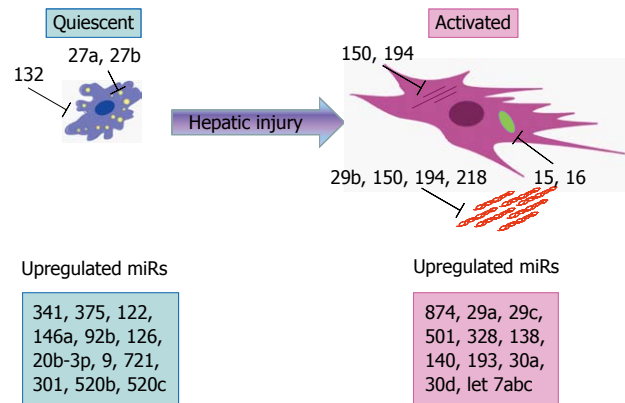 Quiescent
Activated
27a, 27b
150, 194
132
Hepatic injury
29b, 150, 194, 218
15, 16
Upregulated miRs
341, 375, 122,
146a, 92b, 126,
20b-3p, 9, 721,
301, 520b, 520c
Upregulated miRs
874, 29a, 29c,
501, 328, 138,
140, 193, 30a,
30d, let 7abc